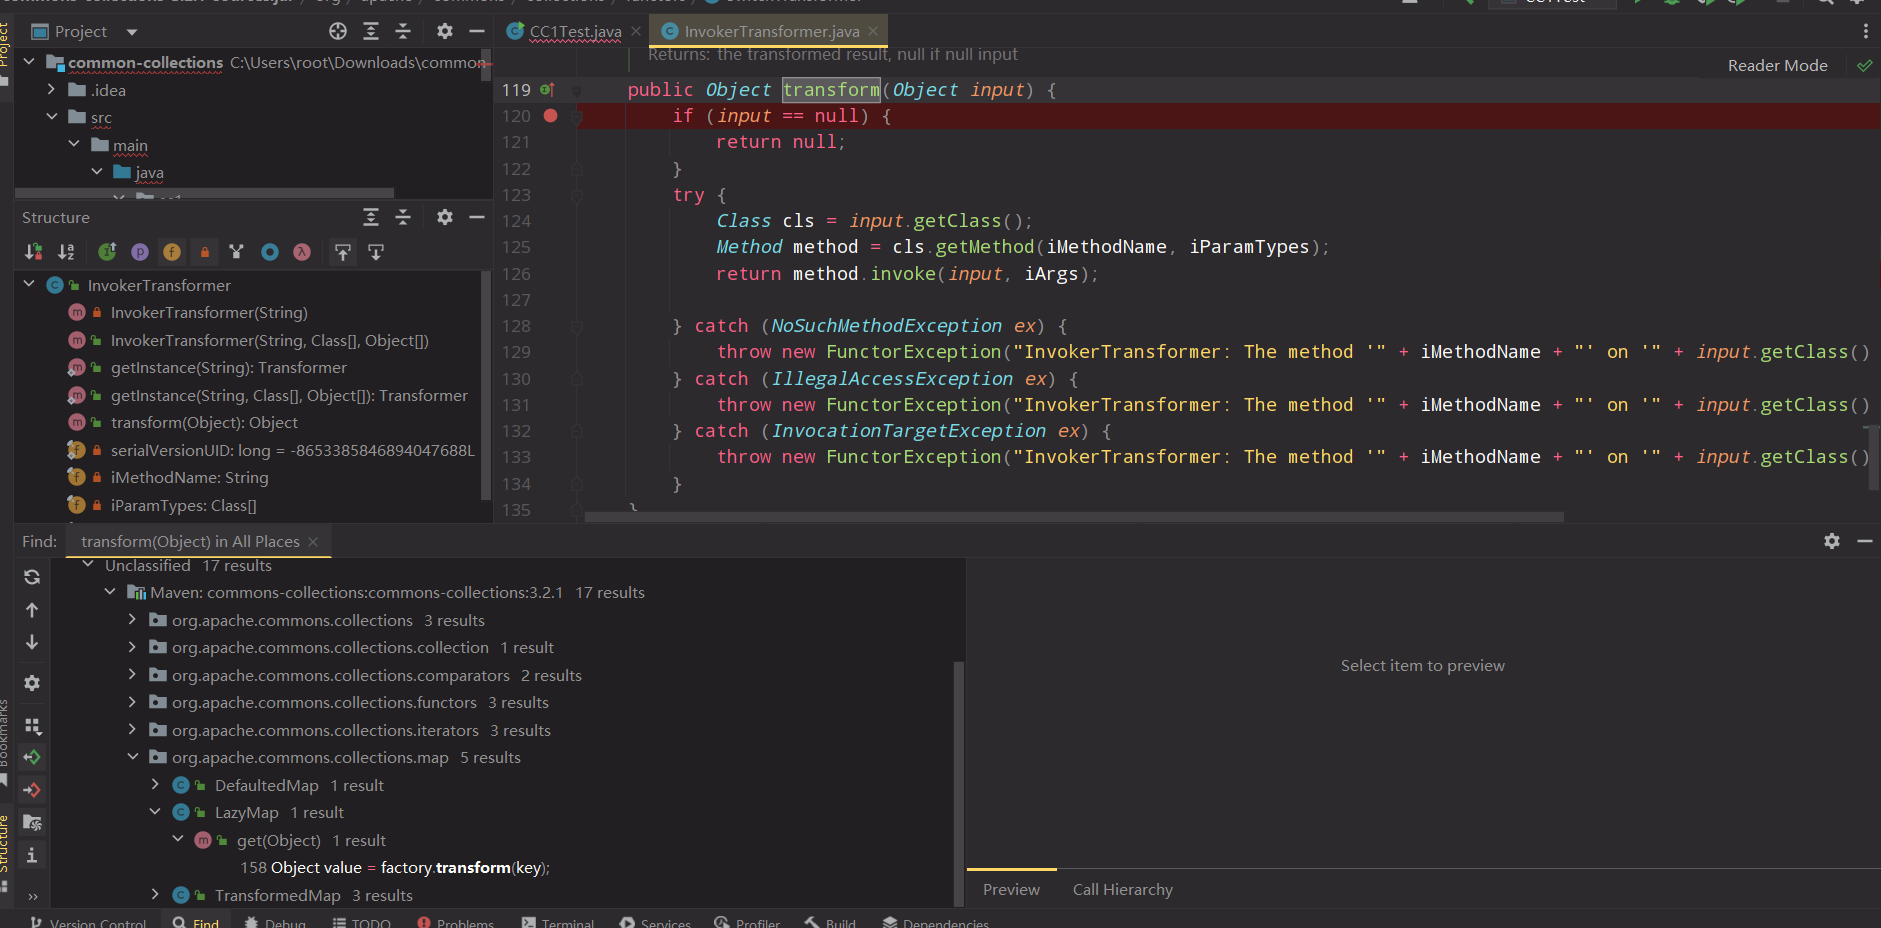 Project
CC1Test.java
InvokerTransformer.java
common-collections C:\Users\root\Downloads\common
.idea
src
main
java
Structure
InvokerTransformer
InvokerTransformer(String)
InvokerTransformer(String, Class[], Object[])
getInstance(String): Transformer
getInstance(String, Class[], Object[]): Transformer
transform(Object): Object
serialVersionUID: long = -8653385846894047688L
iMethodName: String
iParamTypes: Class[]
Returns: the transformed result, null if null input
Reader Mode
119 public Object transform(Object input) {
120 if (input == null) {
121 return null;
122 }
123 try {
124 Class cls = input.getClass();
125 Method method = cls.getMethod(iMethodName, iParamTypes);
126 return method.invoke(input, iArgs);
127
128 } catch (NoSuchMethodException ex) {
129 throw new FunctorException("InvokerTransformer: The method '" + iMethodName + "' on '" + input.getClass()
130 } catch (IllegalAccessException ex) {
131 throw new FunctorException("InvokerTransformer: The method '" + iMethodName + "' on '" + input.getClass()
132 } catch (InvocationTargetException ex) {
133 throw new FunctorException("InvokerTransformer: The method '" + iMethodName + "' on '" + input.getClass()
134 }
135 }
Find: transform(Object) in All Places
Unclassified 17 results
Maven: commons-collections:commons-collections:3.2.1 17 results
org.apache.commons.collections 3 results
org.apache.commons.collections.collection 1 result
org.apache.commons.collections.comparators 2 results
org.apache.commons.collections.functors 3 results
org.apache.commons.collections.iterators 3 results
org.apache.commons.collections.map 5 results
DefaultedMap 1 result
LazyMap 1 result
get(Object) 1 result
158 Object value = factory.transform(key);
TransformedMap 3 results
Select item to preview
Preview Call Hierarchy
Project
Bookmarks
Structure
Version Control Find Debug TODO Problems Terminal Services Profiler Build Dependencies